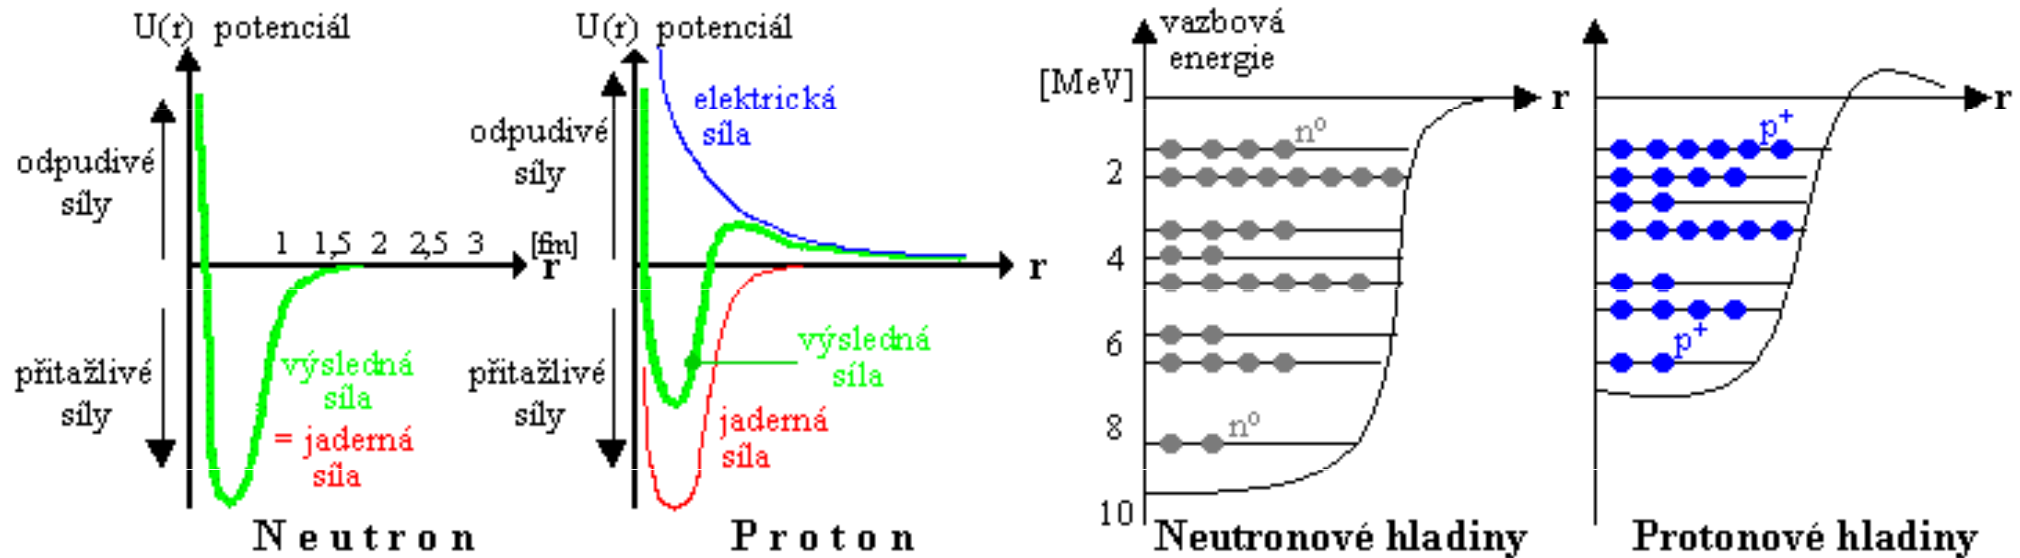 U(r) potenciál
odpudivé
síly
přitažlivé
síly
1 1,5 2 2,5 3 [fm]
r
výsledná
síla
= jaderná
síla
Neutron
U(r) potenciál
odpudivé
síly
přitažlivé
síly
elektrická
síla
r
výsledná
síla
jaderná
síla
Proton
vazbová
energie
[MeV]
r
n⁰
2
4
6
8
n⁰
10
Neutronové hladiny
r
p⁺
p⁺
Protonové hladiny